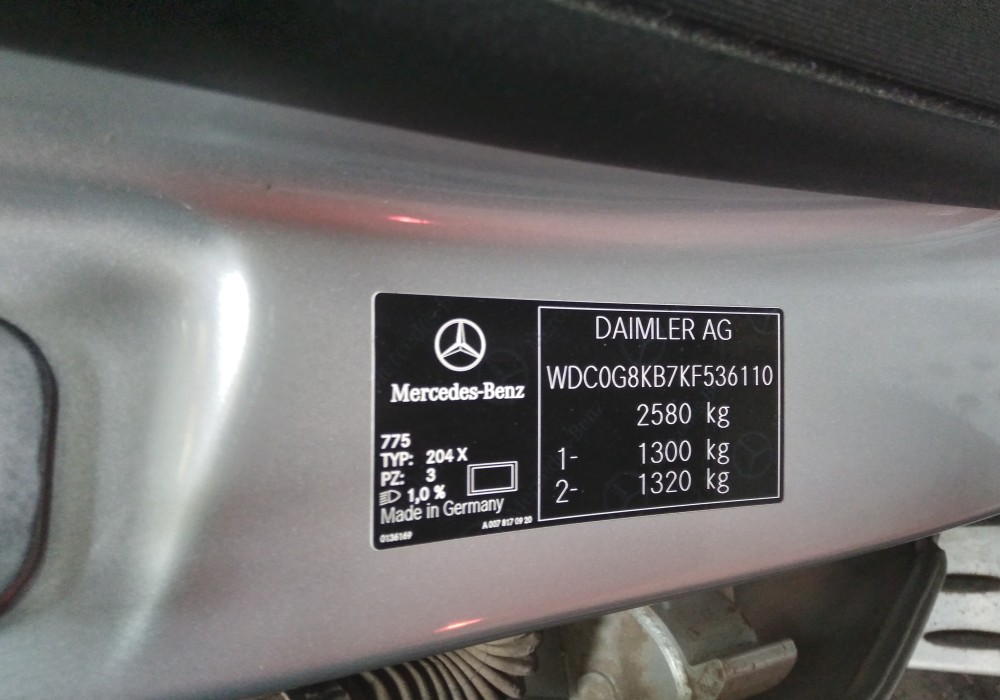 Mercedes-Benz
775
TYP: 204 X
PZ: 3
1,0 %
Made in Germany
A 007 817 09 20
0136169
DAIMLER AG
WDC0G8KB7KF536110
2580 kg
1- 1300 kg
2- 1320 kg